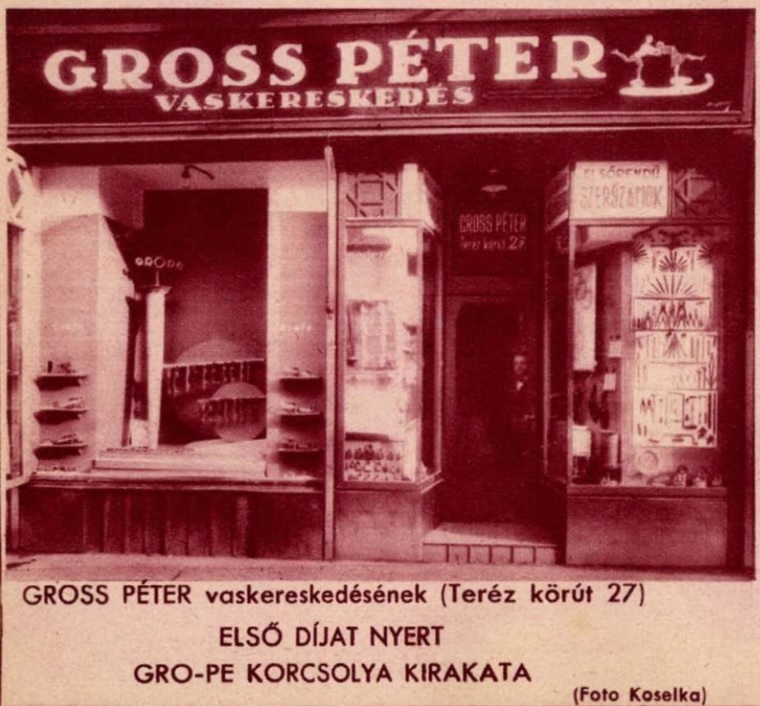 GROSS PÉTER
VASKERESKEDÉS
GROSS PÉTER
Teréz körút 27
ELSŐRENDŰ
SZERSZÁMOK
GROSS PÉTER vaskereskedésének (Teréz körút 27)
ELSŐ DÍJAT NYERT
GRO-PE KORCSOLYA KIRAKATA
(Foto Koselka)